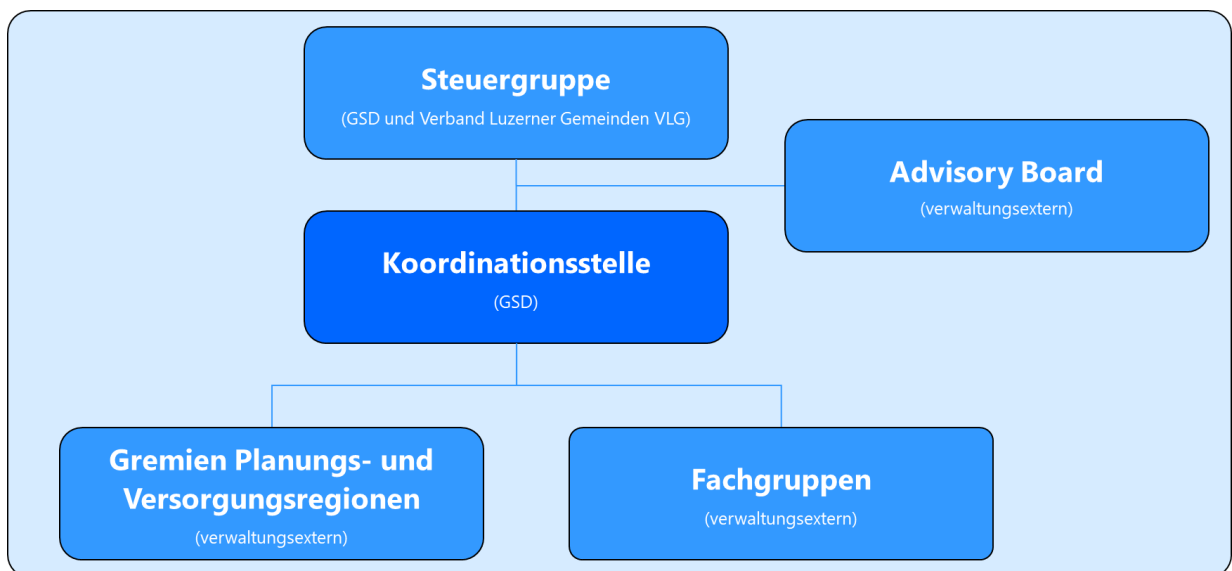 Steuergruppe
(GSD und Verband Luzerner Gemeinden VLG)
Advisory Board
(verwaltungsextern)
Koordinationsstelle
(GSD)
Gremien Planungs- und
Versorgungsregionen
(verwaltungsextern)
Fachgruppen
(verwaltungsextern)